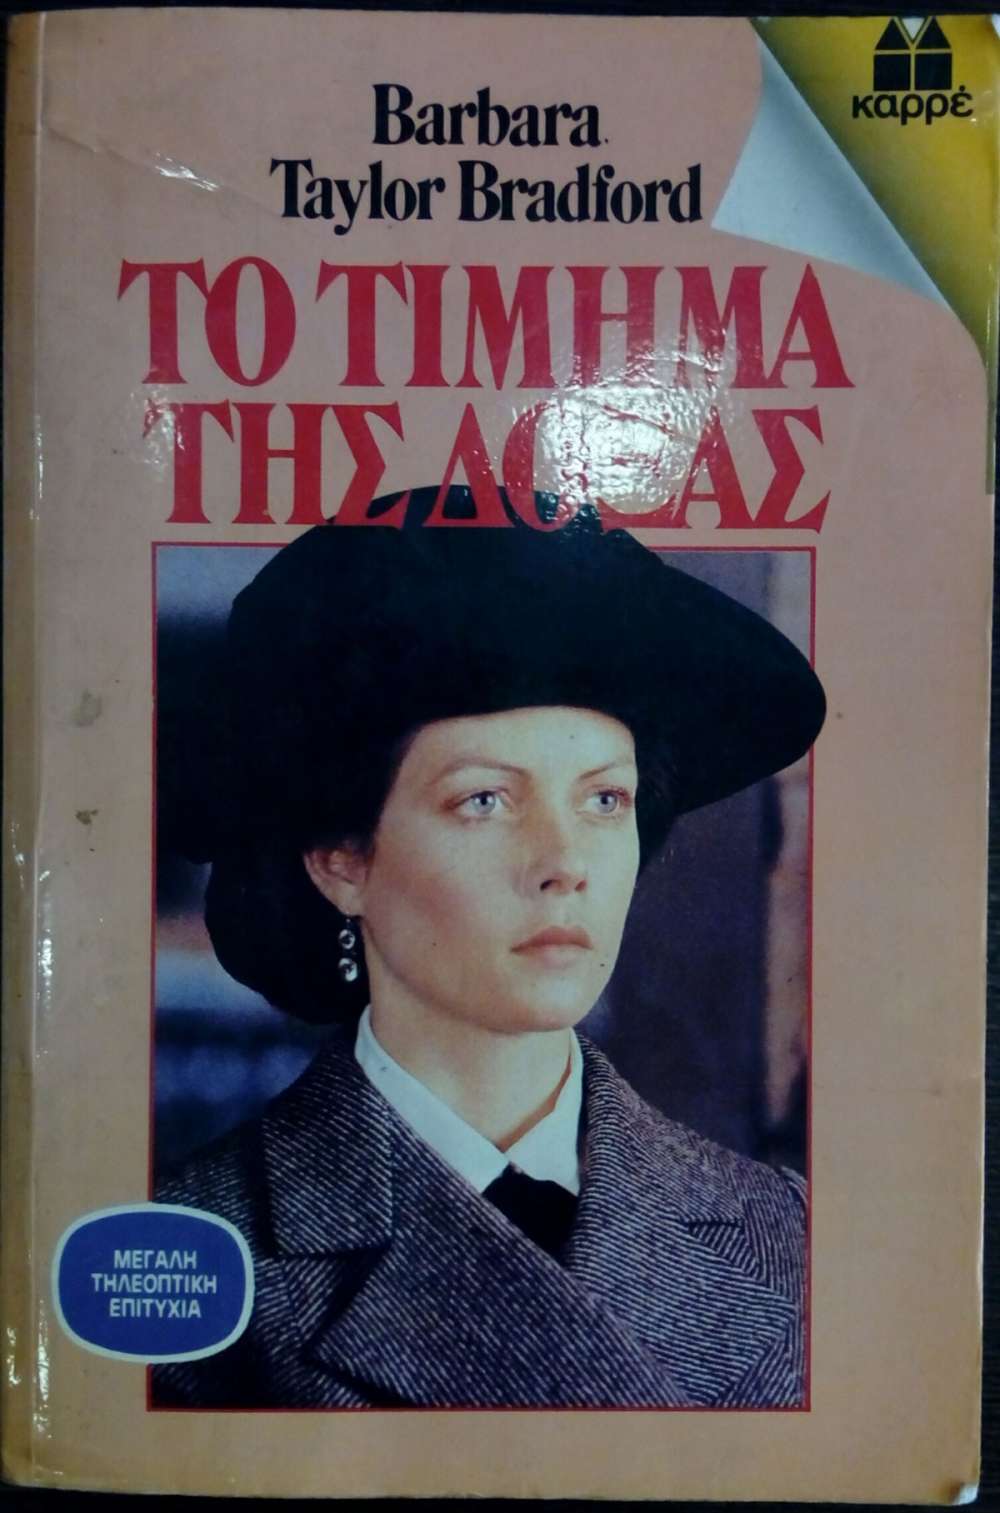 καρρέ
Barbara
Taylor Bradford
ΤΟ ΤΙΜΗΜΑ
ΤΗΣ ΔΟΞΑΣ
ΜΕΓΑΛΗ
ΤΗΛΕΟΠΤΙΚΗ
ΕΠΙΤΥΧΙΑ